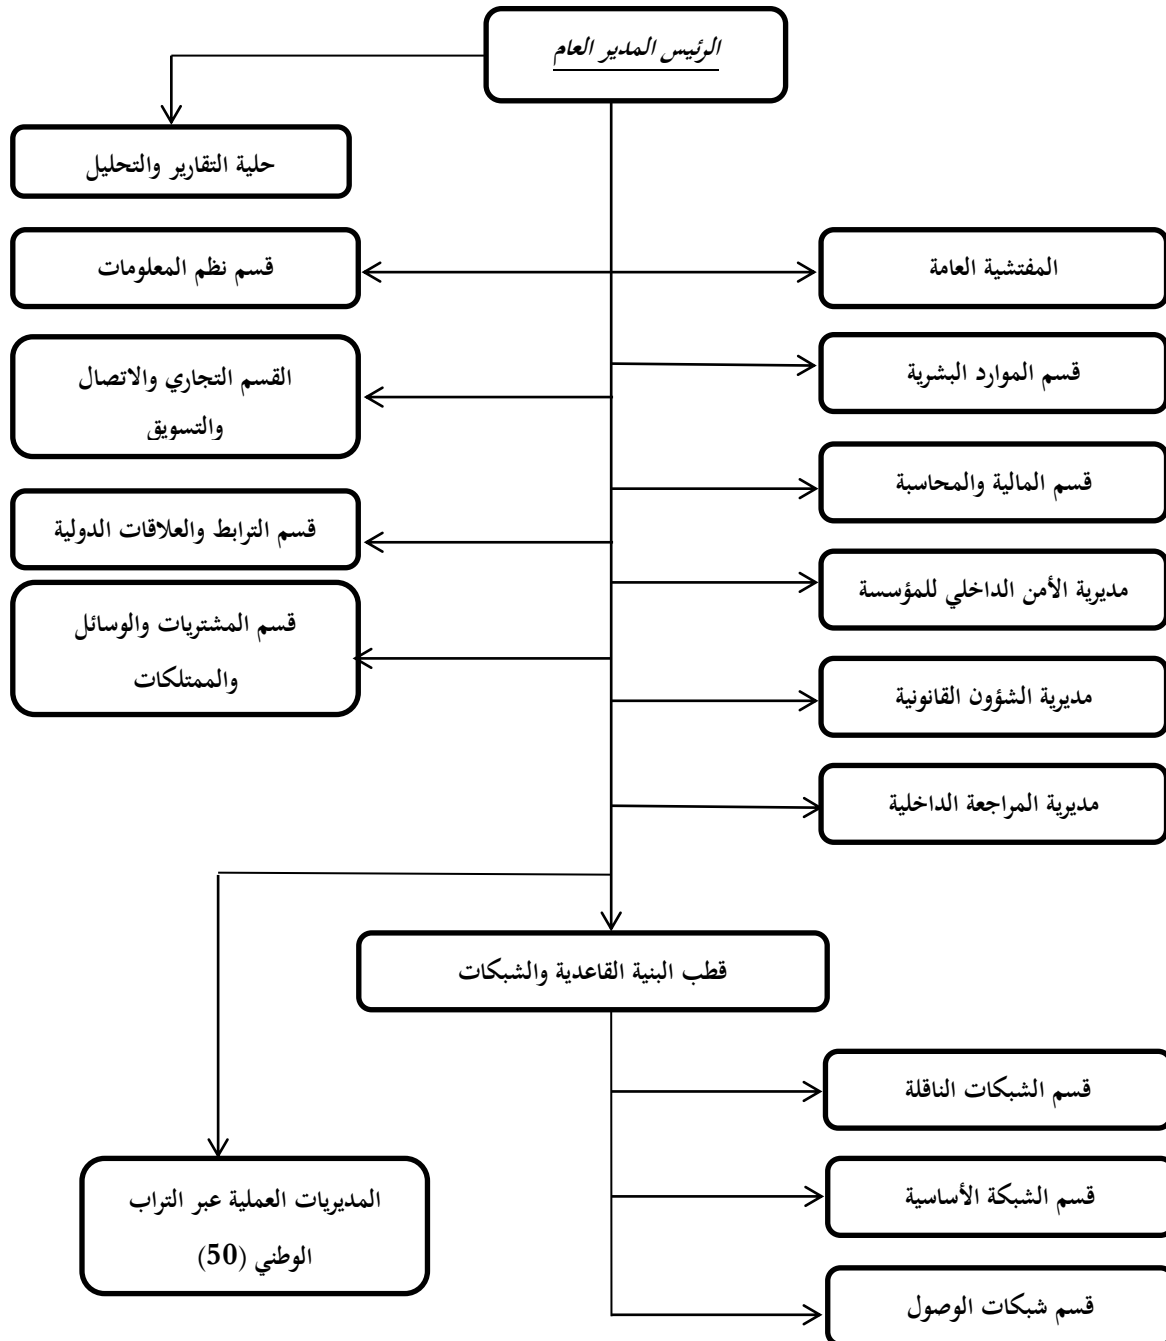 الرئيس المدير العام
حلية التقارير والتحليل
المفتشية العامة
قسم نظم المعلومات
قسم الموارد البشرية
القسم التجاري والاتصال
والتسويق
قسم المالية والمحاسبة
قسم الترابط والعلاقات الدولية
مديرية الأمن الداخلي للمؤسسة
قسم المشتريات والوسائل
والممتلكات
مديرية الشؤون القانونية
مديرية المراجعة الداخلية
قطب البنية القاعدية والشبكات
قسم الشبكات الناقلة
قسم الشبكة الأساسية
المديريات العملية عبر التراب
الوطني (50)
قسم شبكات الوصول